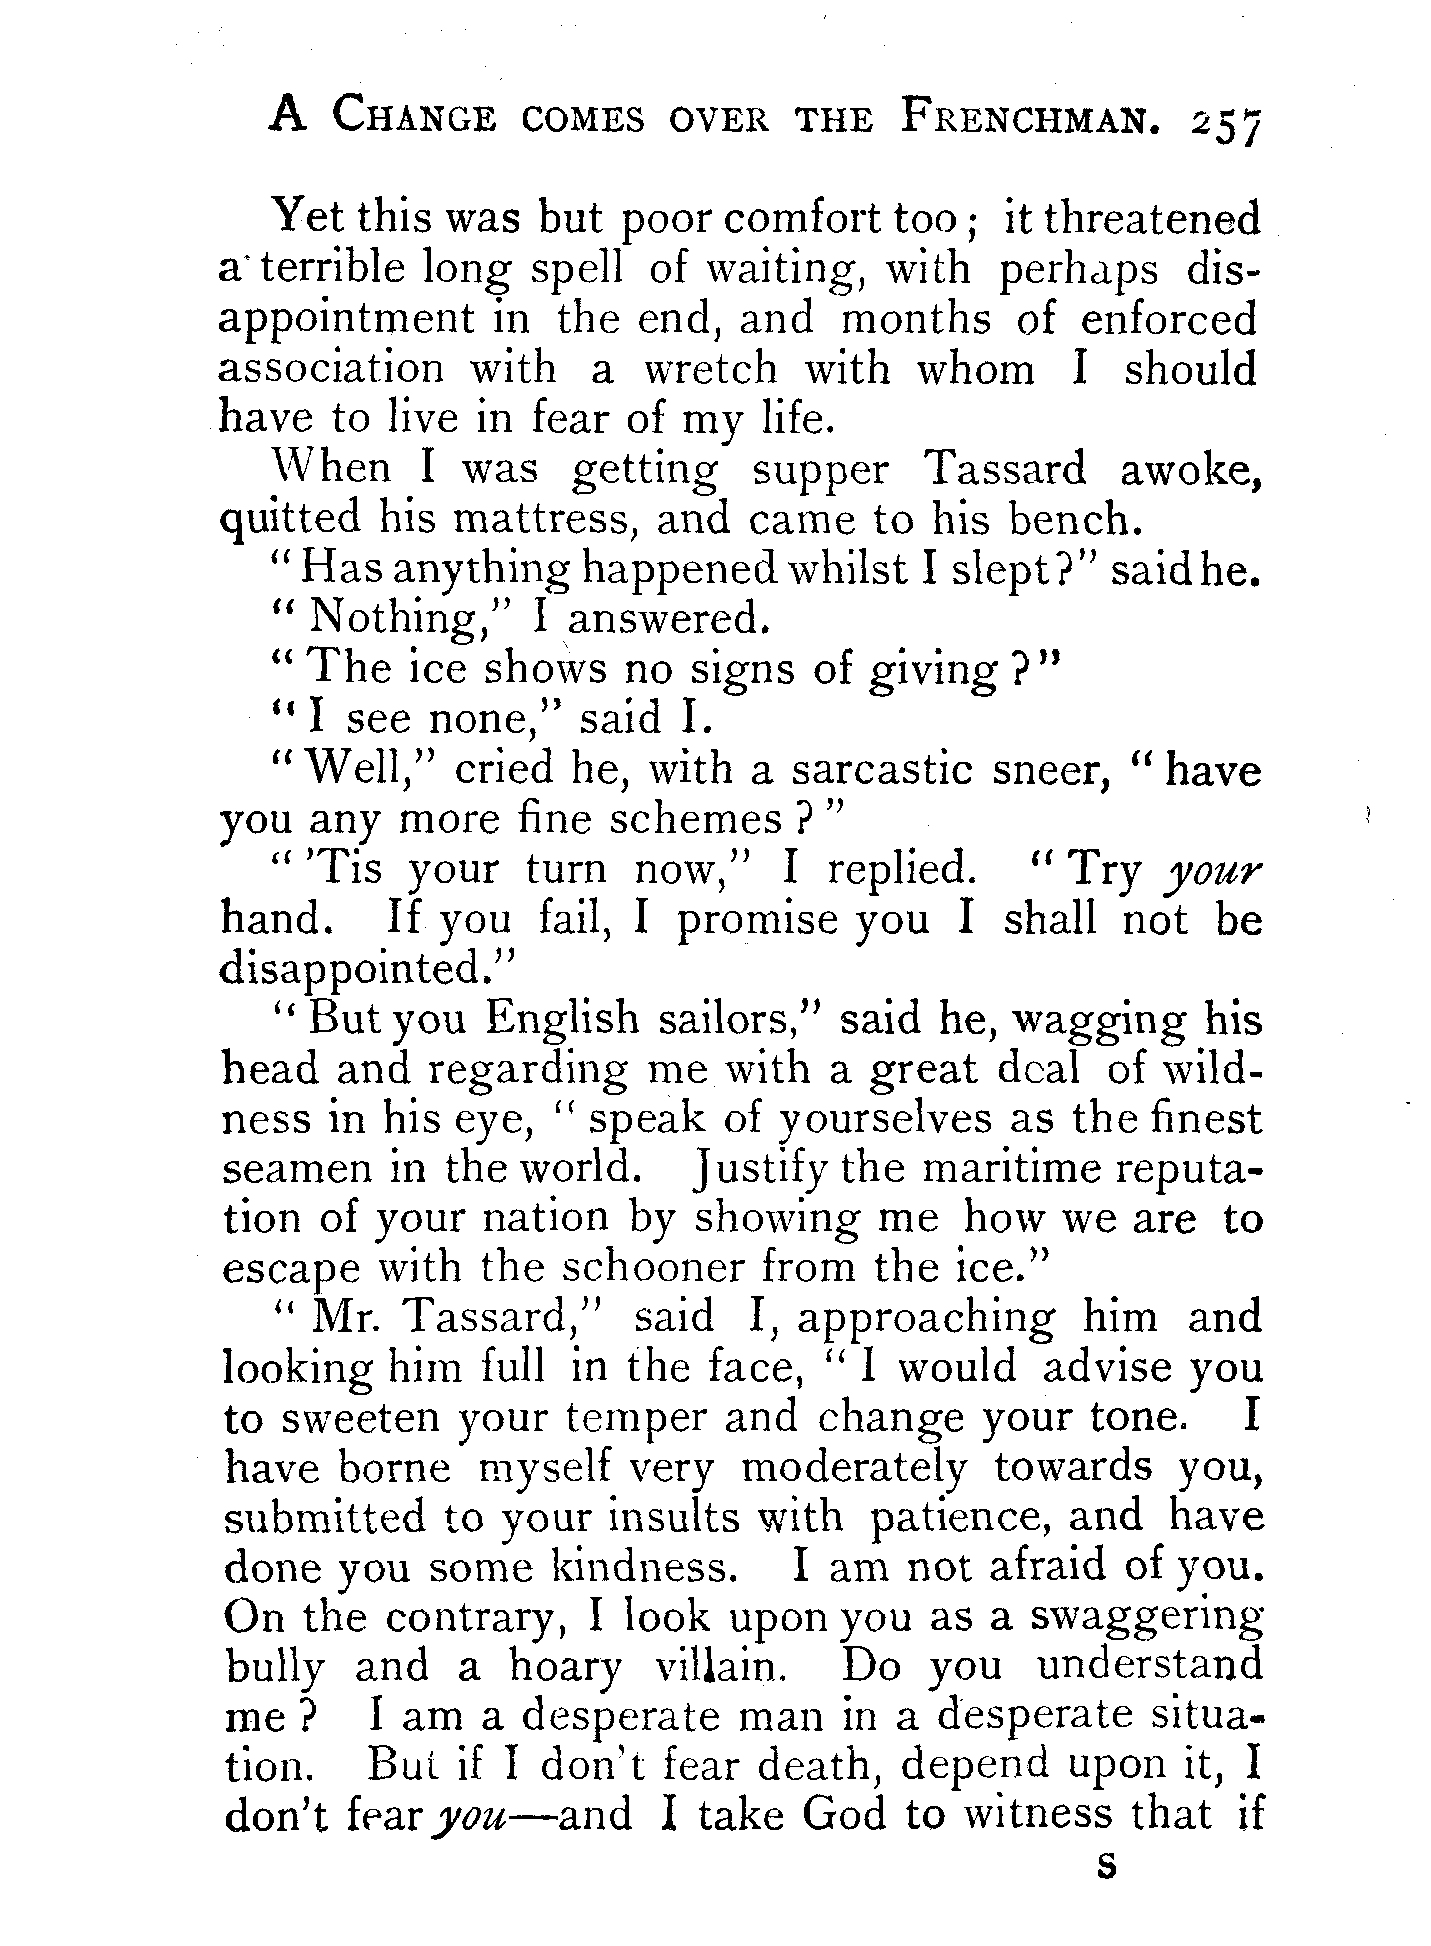 A CHANGE COMES OVER THE FRENCHMAN. 257
Yet this was but poor comfort too; it threatened
a terrible long spell of waiting, with perhaps dis-
appointment in the end, and months of enforced
association with a wretch with whom I should
have to live in fear of my life.
When I was getting supper Tassard awoke,
quitted his mattress, and came to his bench.
"Has anything happened whilst I slept?" said he.
"Nothing," I answered.
"The ice shows no signs of giving?"
"I see none," said I.
"Well," cried he, with a sarcastic sneer, "have
you any more fine schemes?"
"'Tis your turn now," I replied. "Try your
hand. If you fail, I promise you I shall not be
disappointed."
"But you English sailors," said he, wagging his
head and regarding me with a great deal of wild-
ness in his eye, "speak of yourselves as the finest
seamen in the world. Justify the maritime reputa-
tion of your nation by showing me how we are to
escape with the schooner from the ice."
"Mr. Tassard," said I, approaching him and
looking him full in the face, "I would advise you
to sweeten your temper and change your tone. I
have borne myself very moderately towards you,
submitted to your insults with patience, and have
done you some kindness. I am not afraid of you.
On the contrary, I look upon you as a swaggering
bully and a hoary villain. Do you understand
me? I am a desperate man in a desperate situa-
tion. But if I don't fear death, depend upon it, I
don't fear you—and I take God to witness that if
S